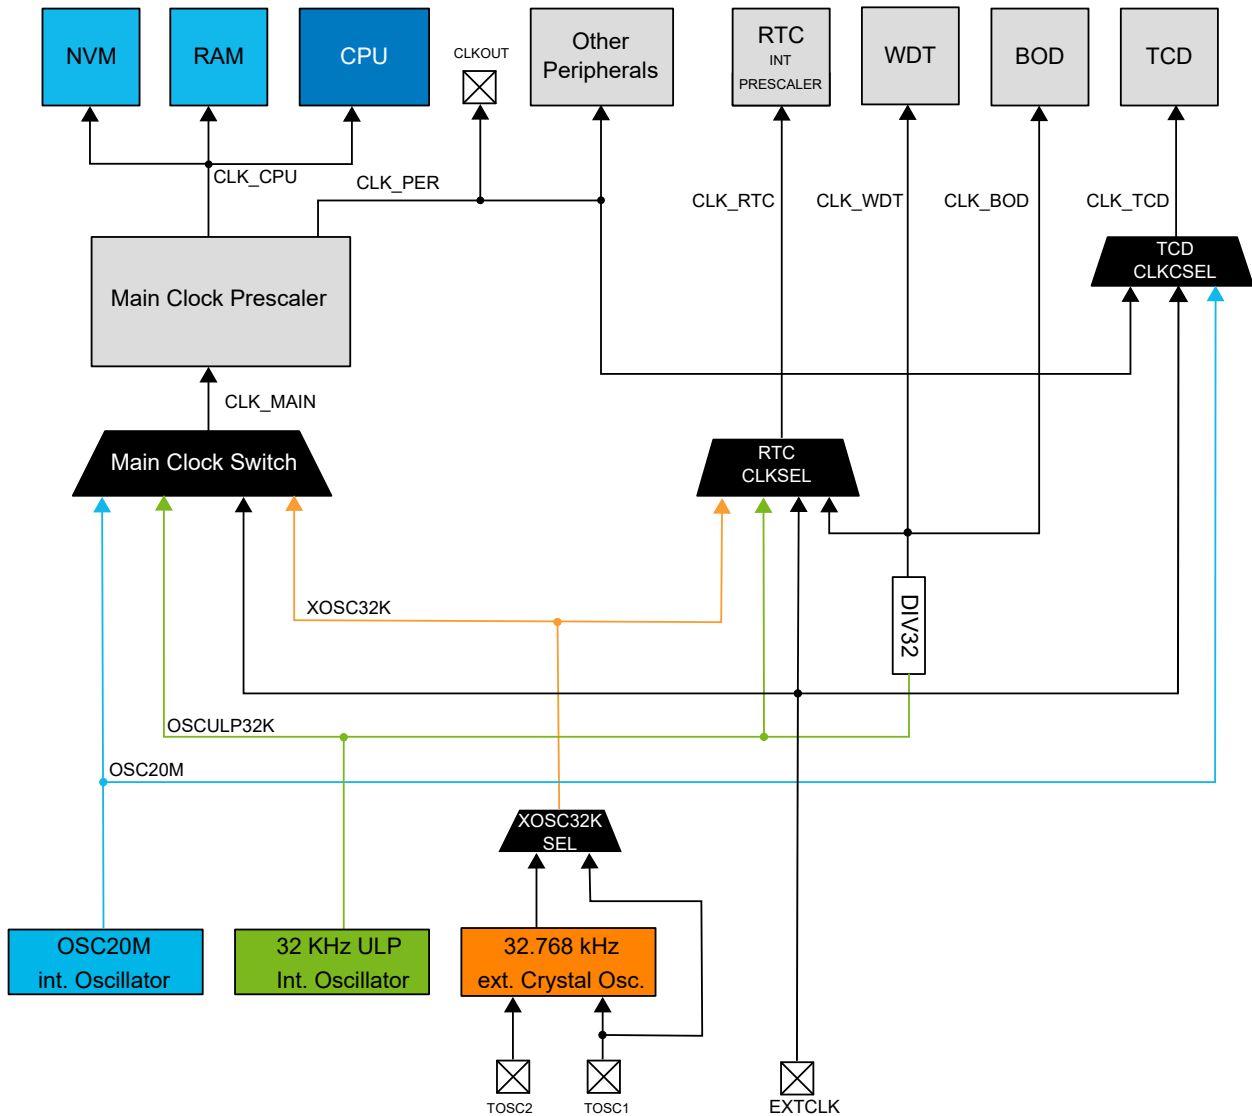 NVM
RAM
CPU
CLKOUT
Other
Peripherals
RTC
INT
PRESCALER
WDT
BOD
TCD
CLK_CPU
CLK_PER
CLK_RTC
CLK_WDT
CLK_BOD
CLK_TCD
TCD
CLKCSEL
Main Clock Prescaler
CLK_MAIN
Main Clock Switch
RTC
CLKSEL
XOSC32K
DIV32
OSCULP32K
OSC20M
XOSC32K
SEL
OSC20M
int. Oscillator
32 KHz ULP
Int. Oscillator
32.768 kHz
ext. Crystal Osc.
TOSC2
TOSC1
EXTCLK